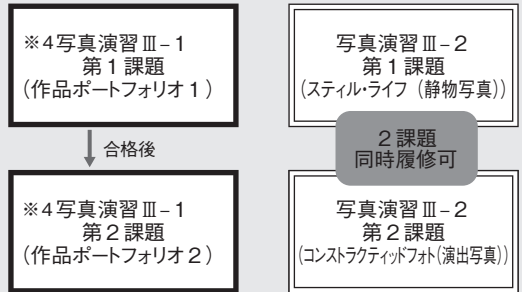 ※4写真演習Ⅲ−1
第1課題
(作品ポートフォリオ1)
合格後
※4写真演習Ⅲ−1
第2課題
(作品ポートフォリオ2)
写真演習Ⅲ−2
第1課題
(スティル・ライフ (静物写真))
2課題
同時履修可
写真演習Ⅲ−2
第2課題
(コンストラクティッドフォト(演出写真))